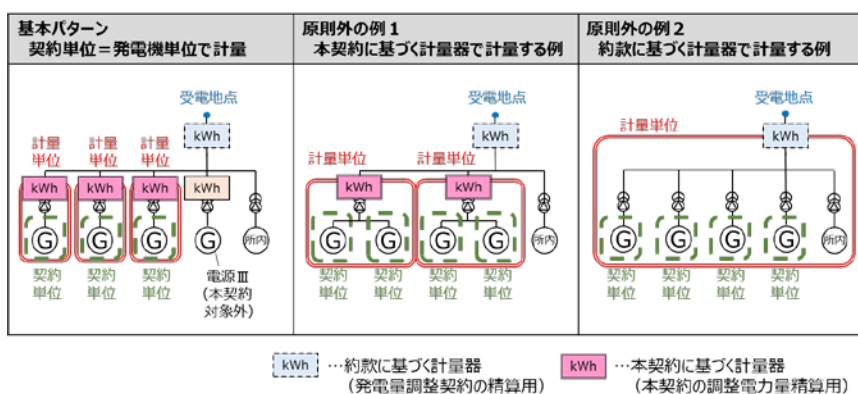 基本パターン
契約単位=発電機単位で計量
原則外の例1
本契約に基づく計量器で計量する例
原則外の例2
約款に基づく計量器で計量する例
受電地点
kWh
計量
単位
計量
単位
計量
単位
kWh
kWh
kWh
kWh
G
G
G
G
所内
契約
単位
契約
単位
契約
単位
電源Ⅲ
(本契約
対象外)
受電地点
kWh
計量単位
計量単位
kWh
kWh
G
G
G
G
所内
契約
単位
契約
単位
契約
単位
契約
単位
受電地点
計量単位
kWh
G
G
G
G
所内
契約
単位
契約
単位
契約
単位
契約
単位
kWh …約款に基づく計量器
(発電量調整契約の精算用)
kWh …本契約に基づく計量器
(本契約の調整電力量精算用)